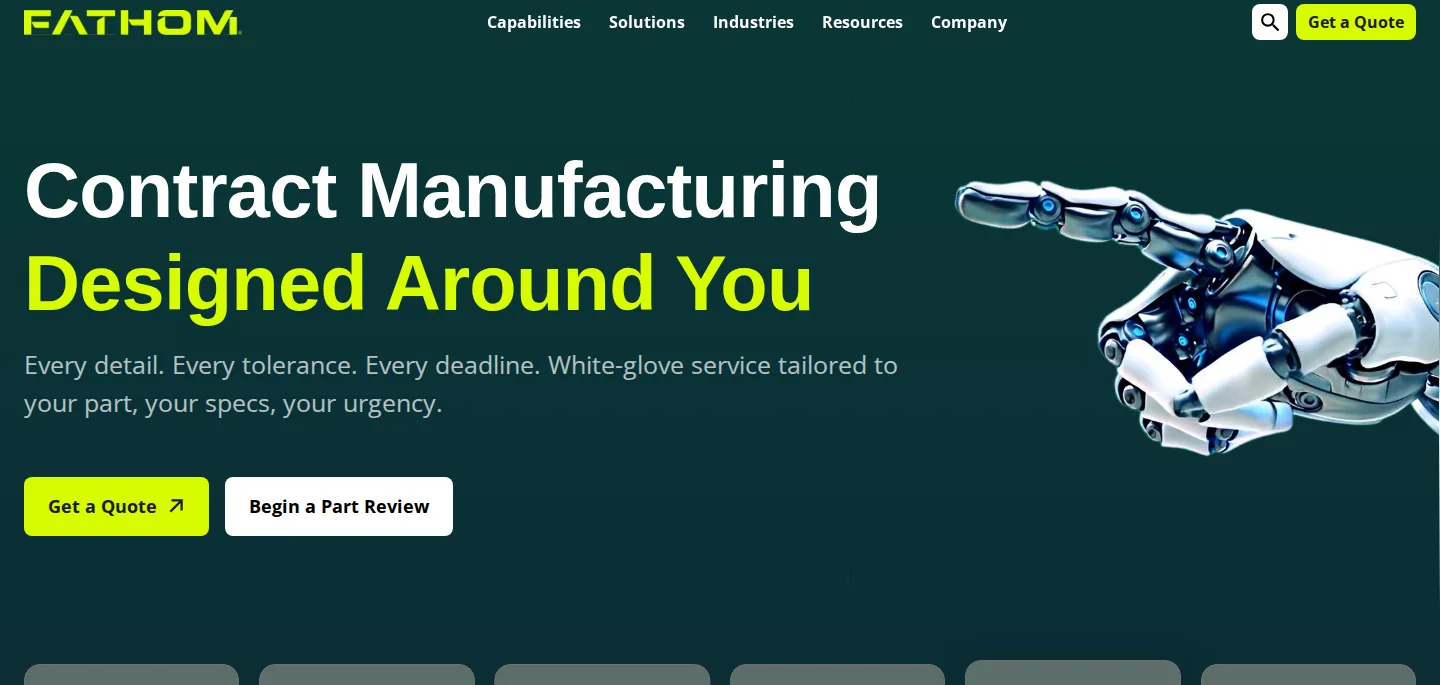 FATHOM
Capabilities
Solutions
Industries
Resources
Company
Get a Quote
Contract Manufacturing
Designed Around You
Every detail. Every tolerance. Every deadline. White-glove service tailored to
your part, your specs, your urgency.
Get a Quote
Begin a Part Review